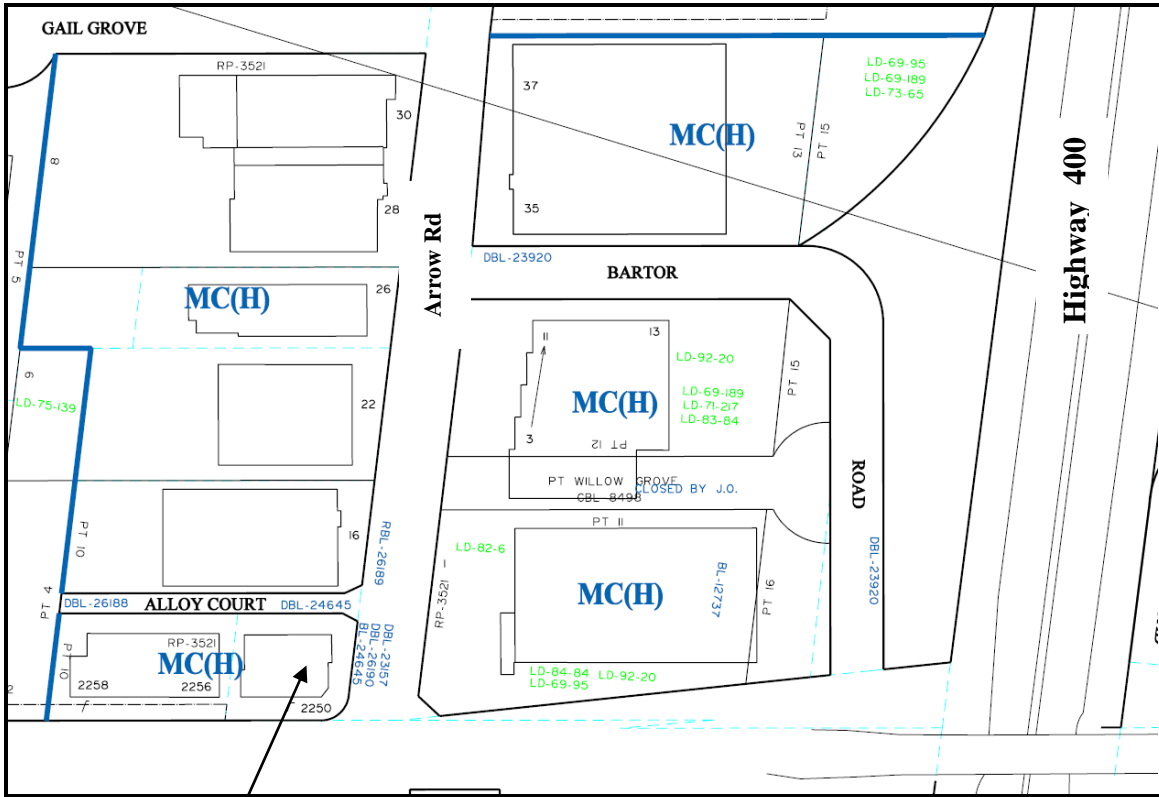 GAIL GROVE
RP-3521
30
37
MC(H)
LD-69-95
LD-69-189
LD-73-65
PT 13
PT 15
Highway 400
8
28
35
Arrow Rd
PT 5
DBL-23920
BARTOR
26
MC(H)
13
11
LD-92-20
PT 15
9
LD-75-139
22
MC(H)
LD-69-189
LD-71-217
LD-83-84
3
PT 12
PT WILLOW GROVE
CLOSED BY J.O.
CBL 8498
ROAD
PT 10
16
RBL-26189
PT 11
LD-82-6
RP-3521
MC(H)
BL-12737
PT 16
DBL-23920
PT 4
DBL-26188
ALLOY COURT
DBL-24645
RP-3521
MC(H)
PT 10
2258
2256
2250
DBL-23157
DBL-26190
BL-24645
LD-84-84
LD-92-20
LD-69-95